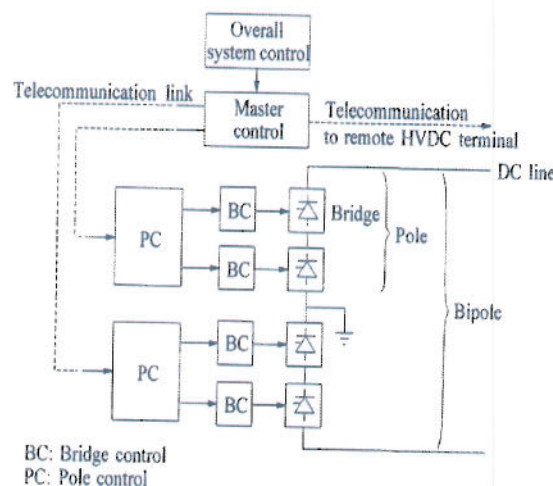 Overall
system control
Telecommunication link
Master
control
Telecommunication
to remote HVDC terminal
DC line
PC
BC
Bridge
Pole
BC
Bipole
PC
BC
BC
BC: Bridge control
PC: Pole control